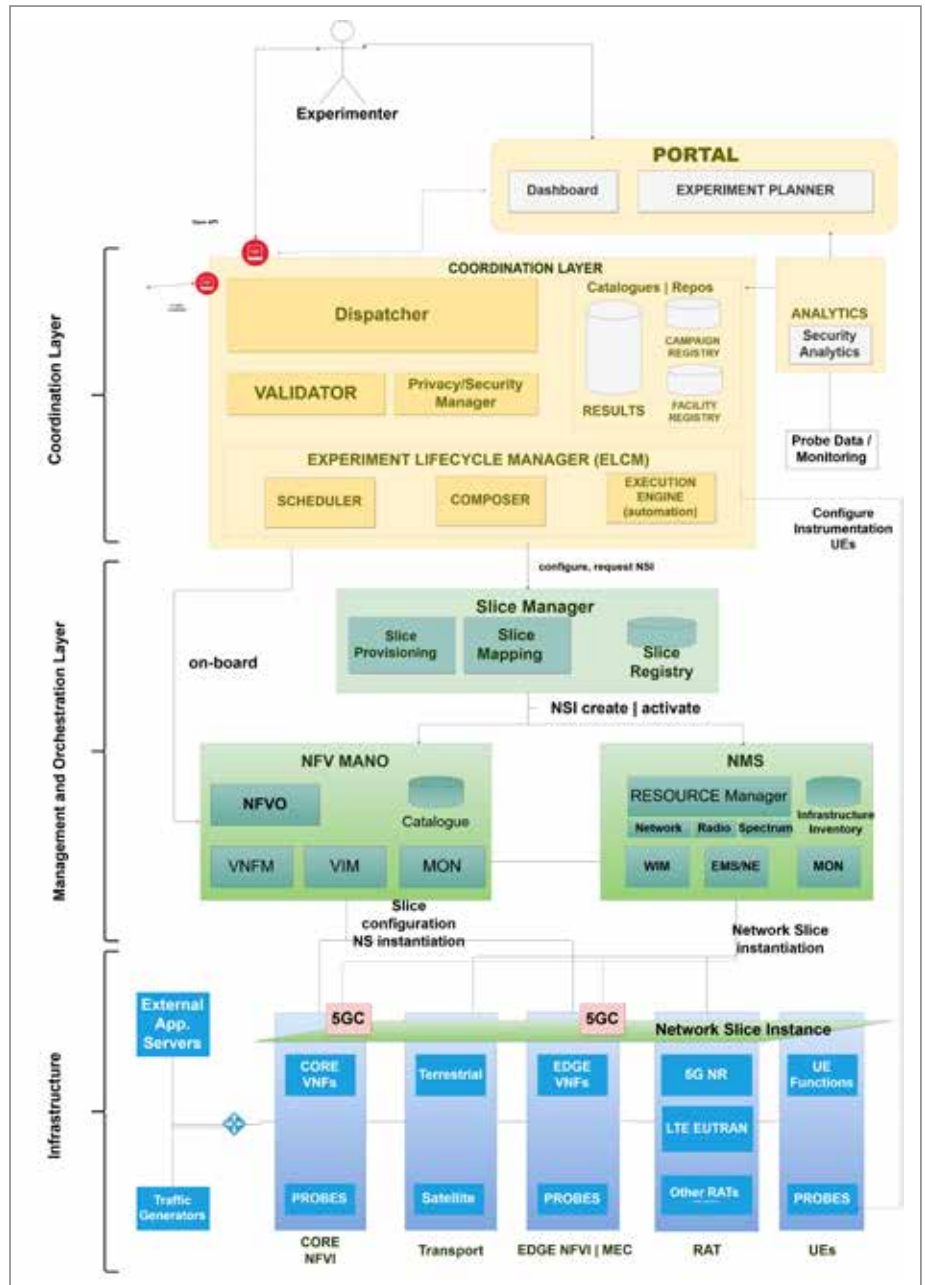 Experimenter
PORTAL
Dashboard
EXPERIMENT PLANNER
Open API
Coordination Layer
COORDINATION LAYER
Dispatcher
Catalogues | Repos
CAMPAIGN
REGISTRY
RESULTS
FACILITY
REGISTRY
VALIDATOR
Privacy/Security
Manager
ANALYTICS
Security
Analytics
Probe Data /
Monitoring
EXPERIMENT LIFECYCLE MANAGER (ELCM)
SCHEDULER
COMPOSER
EXECUTION
ENGINE
(automation)
Configure
Instrumentation
UEs
configure, request NSI
Management and Orchestration Layer
Slice Manager
Slice
Provisioning
Slice
Mapping
Slice
Registry
on-board
NSI create | activate
NFV MANO
NFVO
Catalogue
VNFM
VIM
MON
NMS
RESOURCE Manager
Network
Radio
Spectrum
Infrastructure
Inventory
WIM
EMS/NE
MON
Slice
configuration
NS instantiation
Network Slice
instantiation
Infrastructure
External
App.
Servers
Traffic
Generators
5GC
5GC
Network Slice Instance
CORE
VNFs
Terrestrial
EDGE
VNFs
5G NR
UE
Functions
LTE EUTRAN
PROBES
Satellite
PROBES
Other RATs
PROBES
CORE
NFVI
Transport
EDGE NFVI | MEC
RAT
UEs